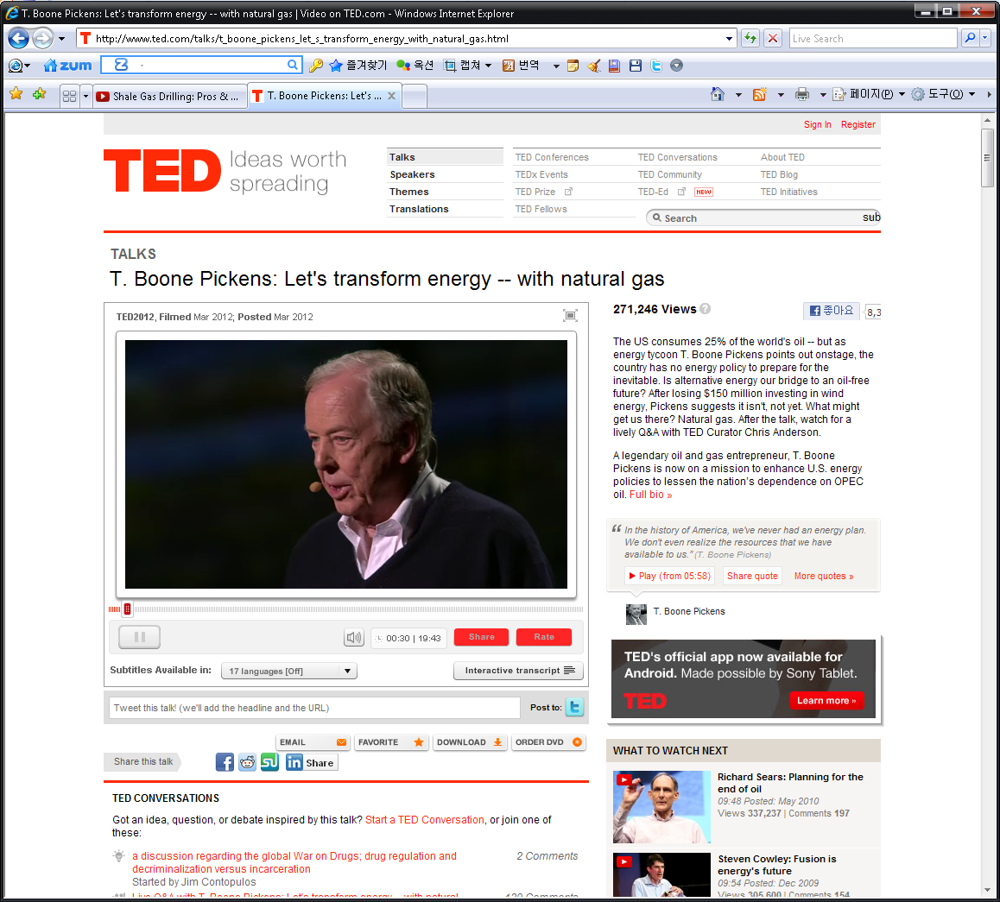 T. Boone Pickens: Let's transform energy -- with natural gas | Video on TED.com - Windows Internet Explorer
http://www.ted.com/talks/t_boone_pickens_let_s_transform_energy_with_natural_gas.html
Live Search
zum
즐겨찾기
옥션
캡쳐
번역
Shale Gas Drilling: Pros & ...
T. Boone Pickens: Let's ...
페이지(P)
도구(O)
Sign In Register
TED Ideas worth
spreading
Talks
Speakers
Themes
Translations
TED Conferences TED Conversations About TED
TEDx Events TED Community TED Blog
TED Prize TED-Ed NEW TED Initiatives
TED Fellows
Search sub
TALKS
T. Boone Pickens: Let's transform energy -- with natural gas
TED2012, Filmed Mar 2012; Posted Mar 2012
00:30 | 19:43
Share
Rate
Subtitles Available in: 17 languages [Off]
Interactive transcript
Tweet this talk! (we'll add the headline and the URL)
Post to:
EMAIL FAVORITE DOWNLOAD ORDER DVD
Share this talk
in Share
TED CONVERSATIONS
Got an idea, question, or debate inspired by this talk? Start a TED Conversation, or join one of
these:
a discussion regarding the global War on Drugs; drug regulation and
decriminalization versus incarceration
2 Comments
Started by Jim Contopulos
Live Q&A with T. Boone Pickens: Let's transform energy -- with natural
Comments
271,246 Views
좋아요 8,3
The US consumes 25% of the world's oil -- but as
energy tycoon T. Boone Pickens points out onstage, the
country has no energy policy to prepare for the
inevitable. Is alternative energy our bridge to an oil-free
future? After losing $150 million investing in wind
energy, Pickens suggests it isn't, not yet. What might
get us there? Natural gas. After the talk, watch for a
lively Q&A with TED Curator Chris Anderson.
A legendary oil and gas entrepreneur, T. Boone
Pickens is now on a mission to enhance U.S. energy
policies to lessen the nation's dependence on OPEC
oil. Full bio »
“ In the history of America, we've never had an energy plan.
We don't even realize the resources that we have
available to us.” (T. Boone Pickens)
Play (from 05:58) Share quote More quotes »
T. Boone Pickens
TED's official app now available for
Android. Made possible by Sony Tablet.
TED Learn more »
WHAT TO WATCH NEXT
Richard Sears: Planning for the
end of oil
09:48 Posted: May 2010
Views 337,237 | Comments 197
Steven Cowley: Fusion is
energy's future
09:54 Posted: Dec 2009
Views 305,600 | Comments 154